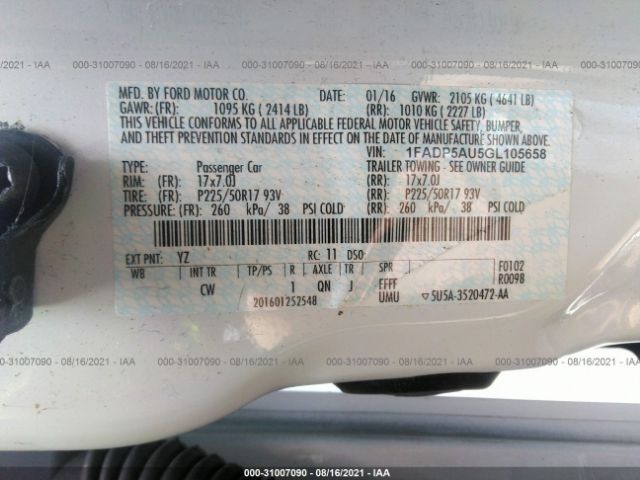 000-31007090 - 08/16/2021 - IAA
MFD. BY FORD MOTOR CO. DATE: 01/16 GVWR: 2105 KG ( 4641 LB)
GAWR: (FR): 1095 KG ( 2414 LB) (RR): 1010 KG ( 2227 LB)
THIS VEHICLE CONFORMS TO ALL APPLICABLE FEDERAL MOTOR VEHICLE SAFETY, BUMPER,
AND THEFT PREVENTION STANDARDS IN EFFECT ON THE DATE OF MANUFACTURE SHOWN ABOVE.
VIN: 1FADP5AU5GL105658
TYPE: Passenger Car TRAILER TOWING - SEE OWNER GUIDE
RIM: (FR): 17x7.0J (RR): 17x7.0J
TIRE: (FR): P225/50R17 93V (RR): P225/50R17 93V
PRESSURE: (FR): 260 kPa/ 38 PSI COLD (RR): 260 kPa/ 38 PSI COLD
EXT PNT: YZ RC: 11 DSO: F0102
WB INT TR TP/PS R AXLE TR SPR R0098
CW 1 QN J EFFF
201601252548 UMU ▽5U5A-3520472-AA
000-31007090 - 08/16/2021 - IAA
000-31007090 - 08/16/2021 - IAA